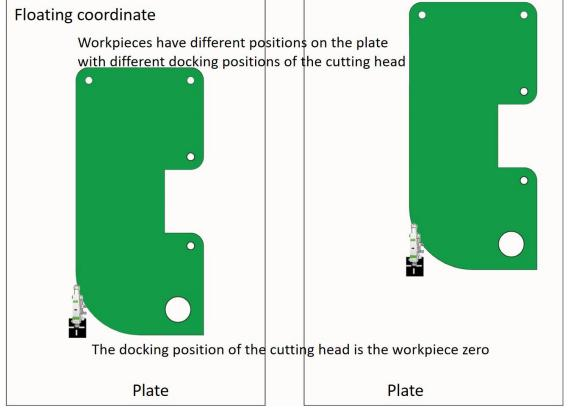 Floating coordinate
Workpieces have different positions on the plate
with different docking positions of the cutting head
The docking position of the cutting head is the workpiece zero
Plate
Plate